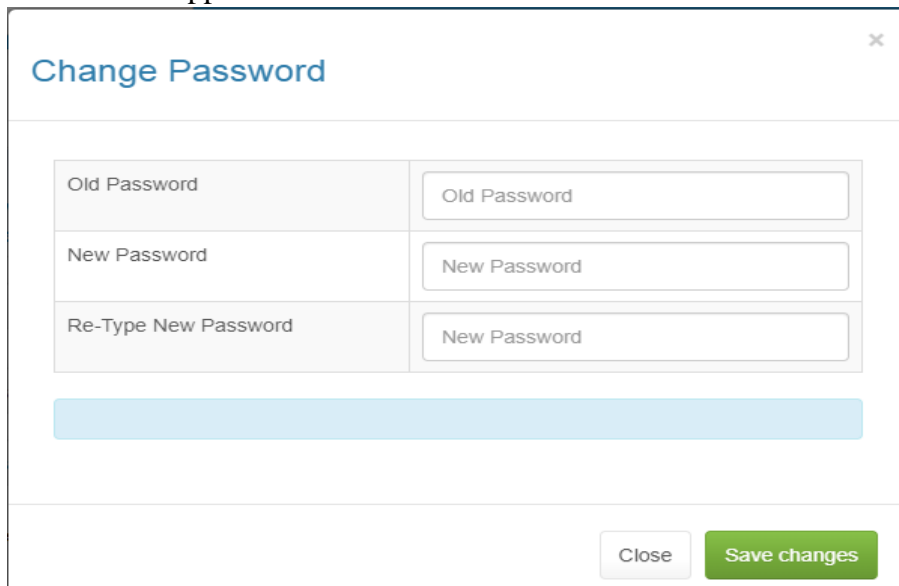 ×
Change Password
Old Password Old Password
New Password New Password
Re-Type New Password New Password
Close Save changes